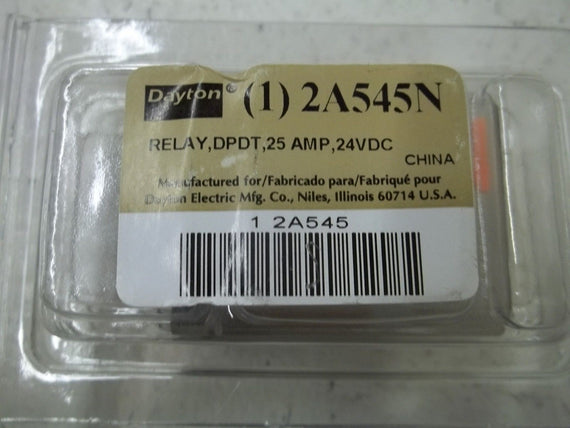 Dayton® (1) 2A545N
RELAY,DPDT,25 AMP,24VDC
CHINA
Manufactured for/Fabricado para/Fabriqué pour
Dayton Electric Mfg. Co., Niles, Illinois 60714 U.S.A.
1 2A545